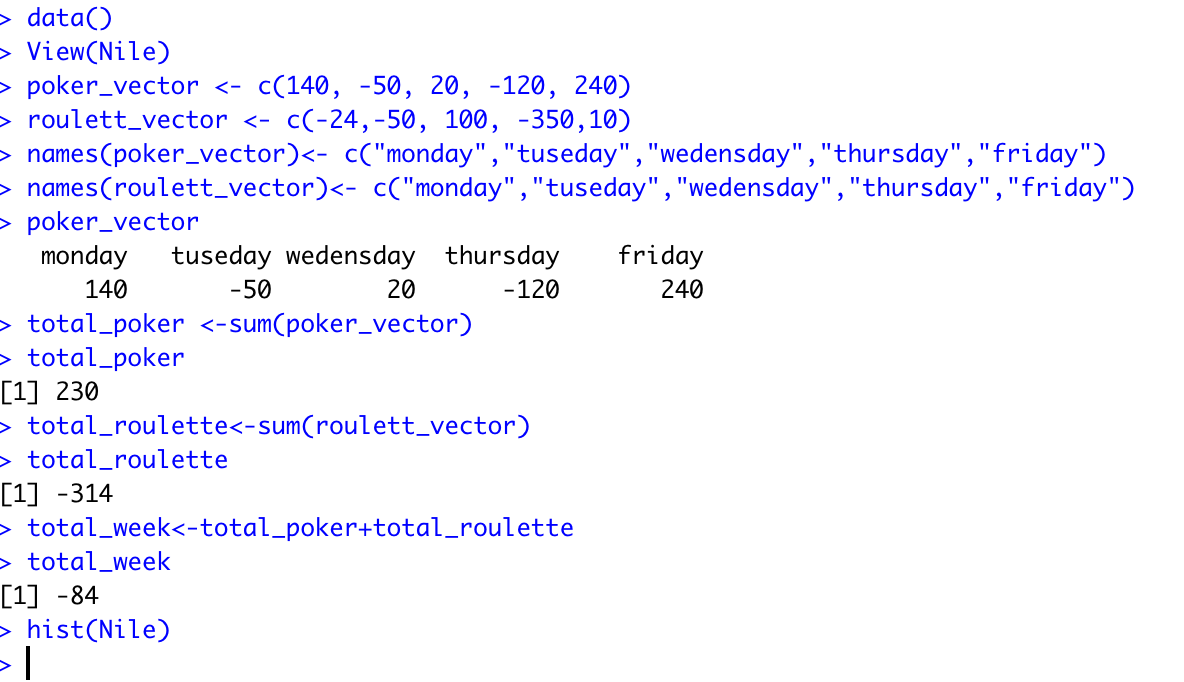 > data()
> View(Nile)
> poker_vector <- c(140, -50, 20, -120, 240)
> roulett_vector <- c(-24,-50, 100, -350,10)
> names(poker_vector)<- c("monday","tuseday","wedensday","thursday","friday")
> names(roulett_vector)<- c("monday","tuseday","wedensday","thursday","friday")
> poker_vector
   monday   tuseday wedensday  thursday    friday
      140       -50        20      -120       240
> total_poker <-sum(poker_vector)
> total_poker
[1] 230
> total_roulette<-sum(roulett_vector)
> total_roulette
[1] -314
> total_week<-total_poker+total_roulette
> total_week
[1] -84
> hist(Nile)
>